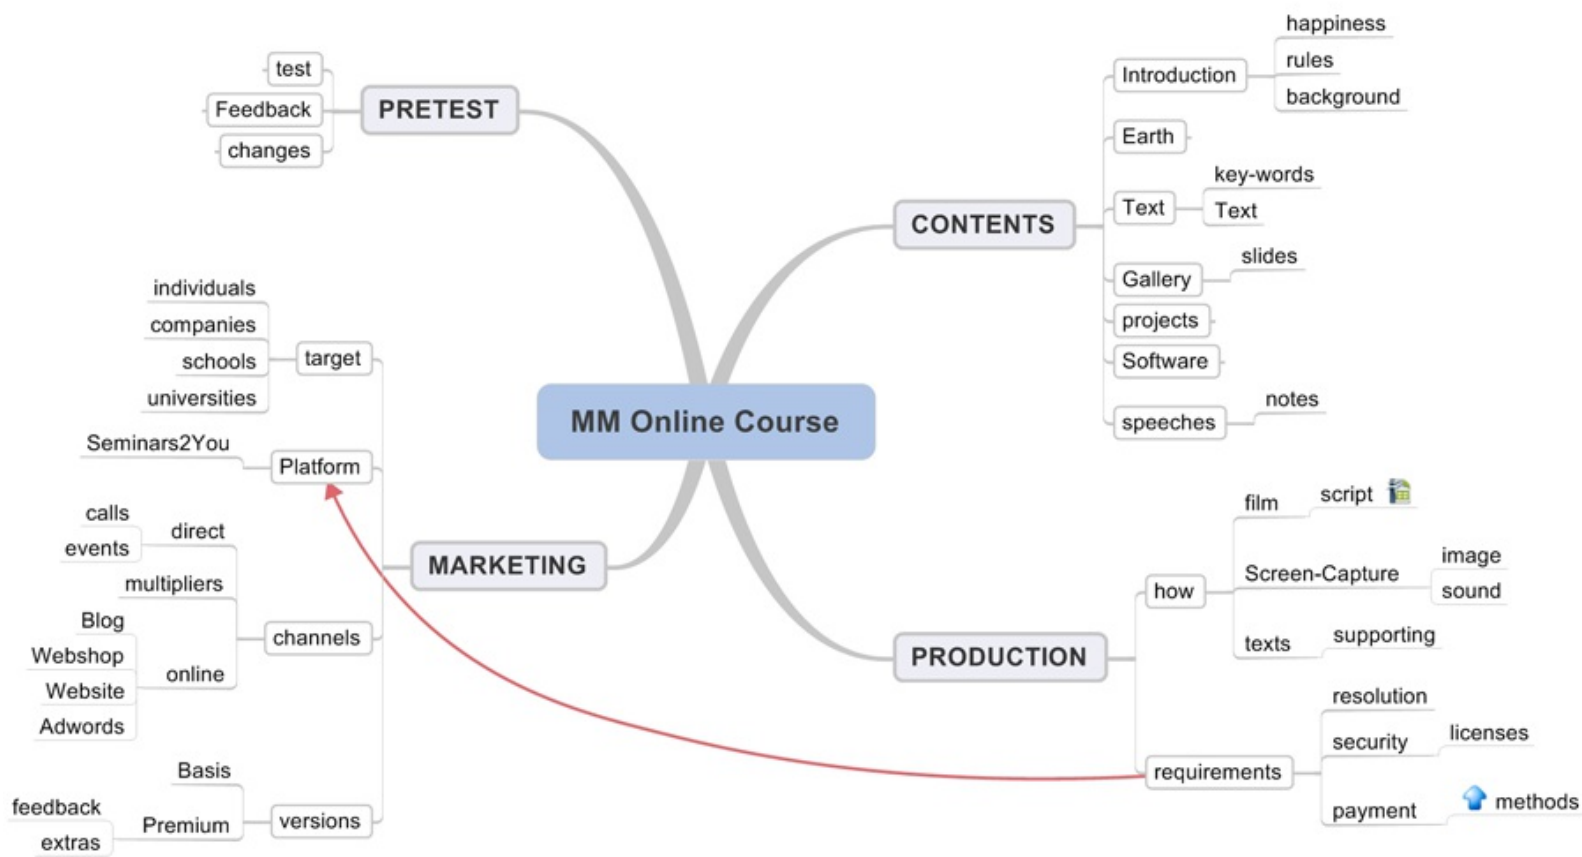 MM Online Course
PRETEST
test
Feedback
changes
CONTENTS
Introduction
happiness
rules
background
Earth
Text
key-words
Text
Gallery
slides
projects
Software
speeches
notes
MARKETING
target
individuals
companies
schools
universities
Platform
Seminars2You
channels
direct
calls
events
multipliers
online
Blog
Webshop
Website
Adwords
versions
Basis
Premium
feedback
extras
PRODUCTION
how
film
script
Screen-Capture
image
sound
texts
supporting
requirements
resolution
security
licenses
payment
methods